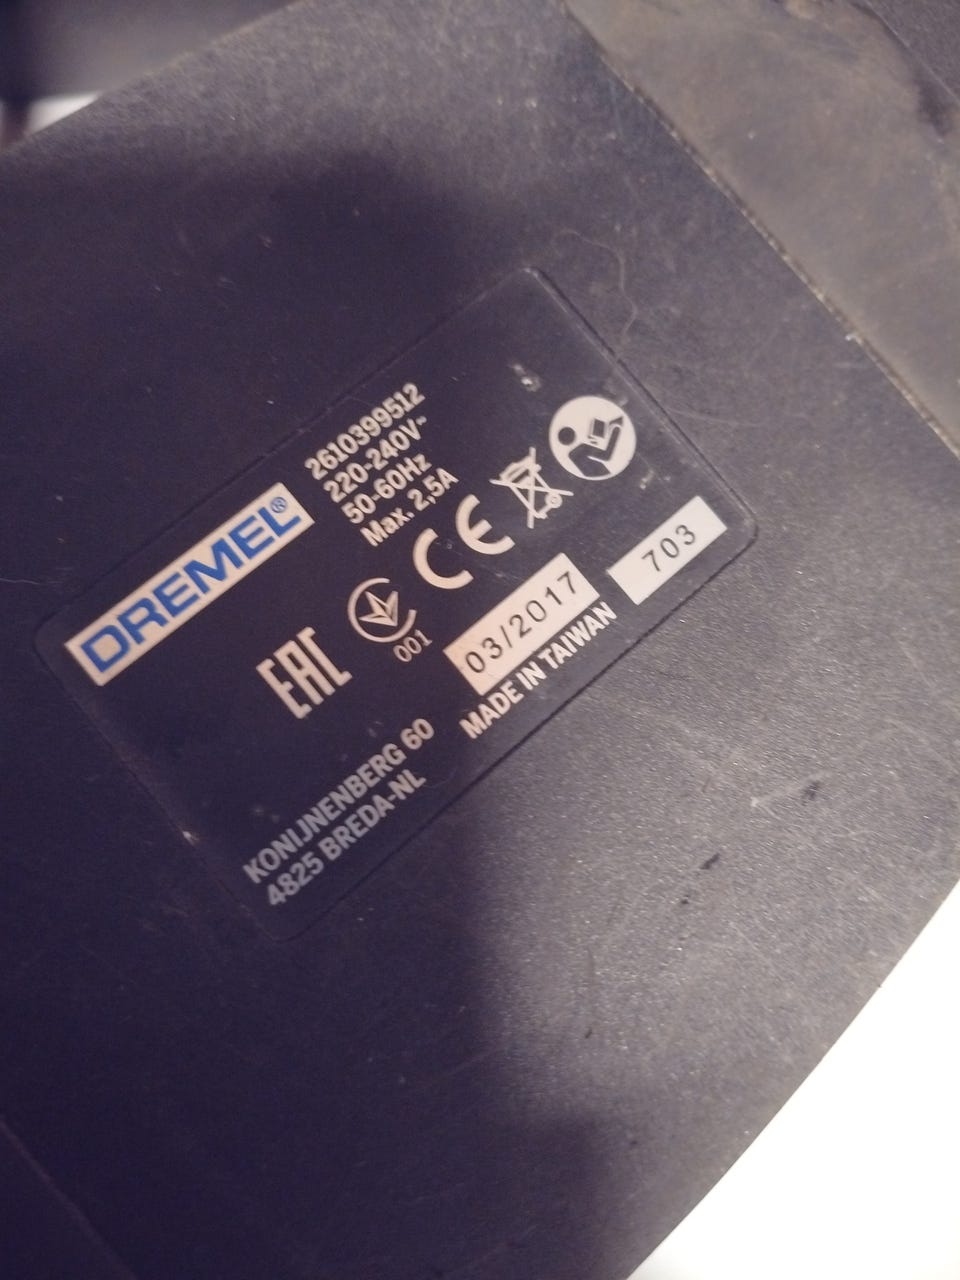 DREMEL®
2610399512
220-240V~
50-60Hz
Max. 2,5A
EAC
001
CE
03/2017
703
MADE IN TAIWAN
KONIJNENBERG 60
4825 BREDA-NL